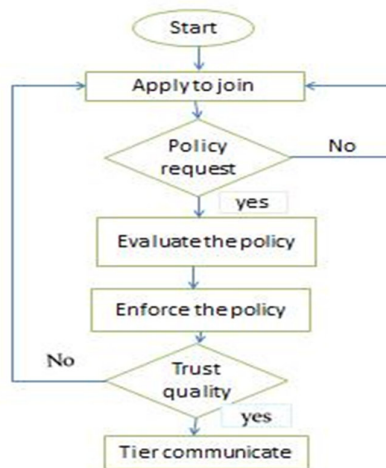 Start
Apply to join
Policy
request
No
yes
Evaluate the policy
Enforce the policy
No
Trust
quality
yes
Tier communicate